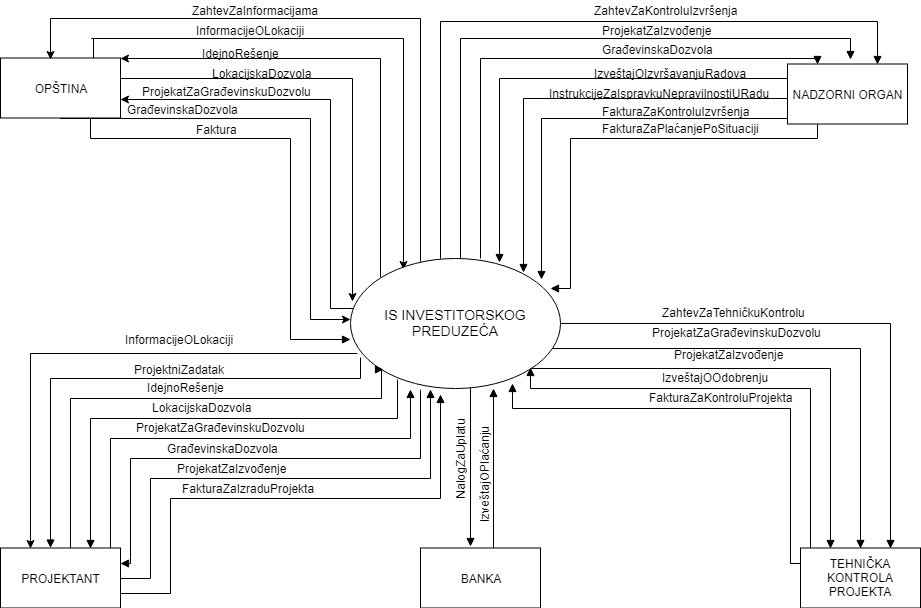 ZahtevZaInformacijama
InformacijeOLokaciji
IdejnoRešenje
LokacijskaDozvola
ProjekatZaGrađevinskuDozvolu
GrađevinskaDozvola
Faktura
OPŠTINA
ZahtevZaKontroluIzvršenja
ProjekatZaIzvođenje
GrađevinskaDozvola
IzveštajOIzvršavanjuRadova
InstrukcijeZaIspravkuNepravilnostiURadu
FakturaZaKontroluIzvršenja
FakturaZaPlaćanjePoSituaciji
NADZORNI ORGAN
IS INVESTITORSKOG
PREDUZEĆA
InformacijeOLokaciji
ProjektniZadatak
IdejnoRešenje
LokacijskaDozvola
ProjekatZaGrađevinskuDozvolu
GrađevinskaDozvola
ProjekatZaIzvođenje
FakturaZaIzraduProjekta
PROJEKTANT
NalogZaUplatu
IzveštajOPlaćanju
BANKA
ZahtevZaTehničkuKontrolu
ProjekatZaGrađevinskuDozvolu
ProjekatZaIzvođenje
IzveštajOOdobrenju
FakturaZaKontroluProjekta
TEHNIČKA
KONTROLA
PROJEKTA